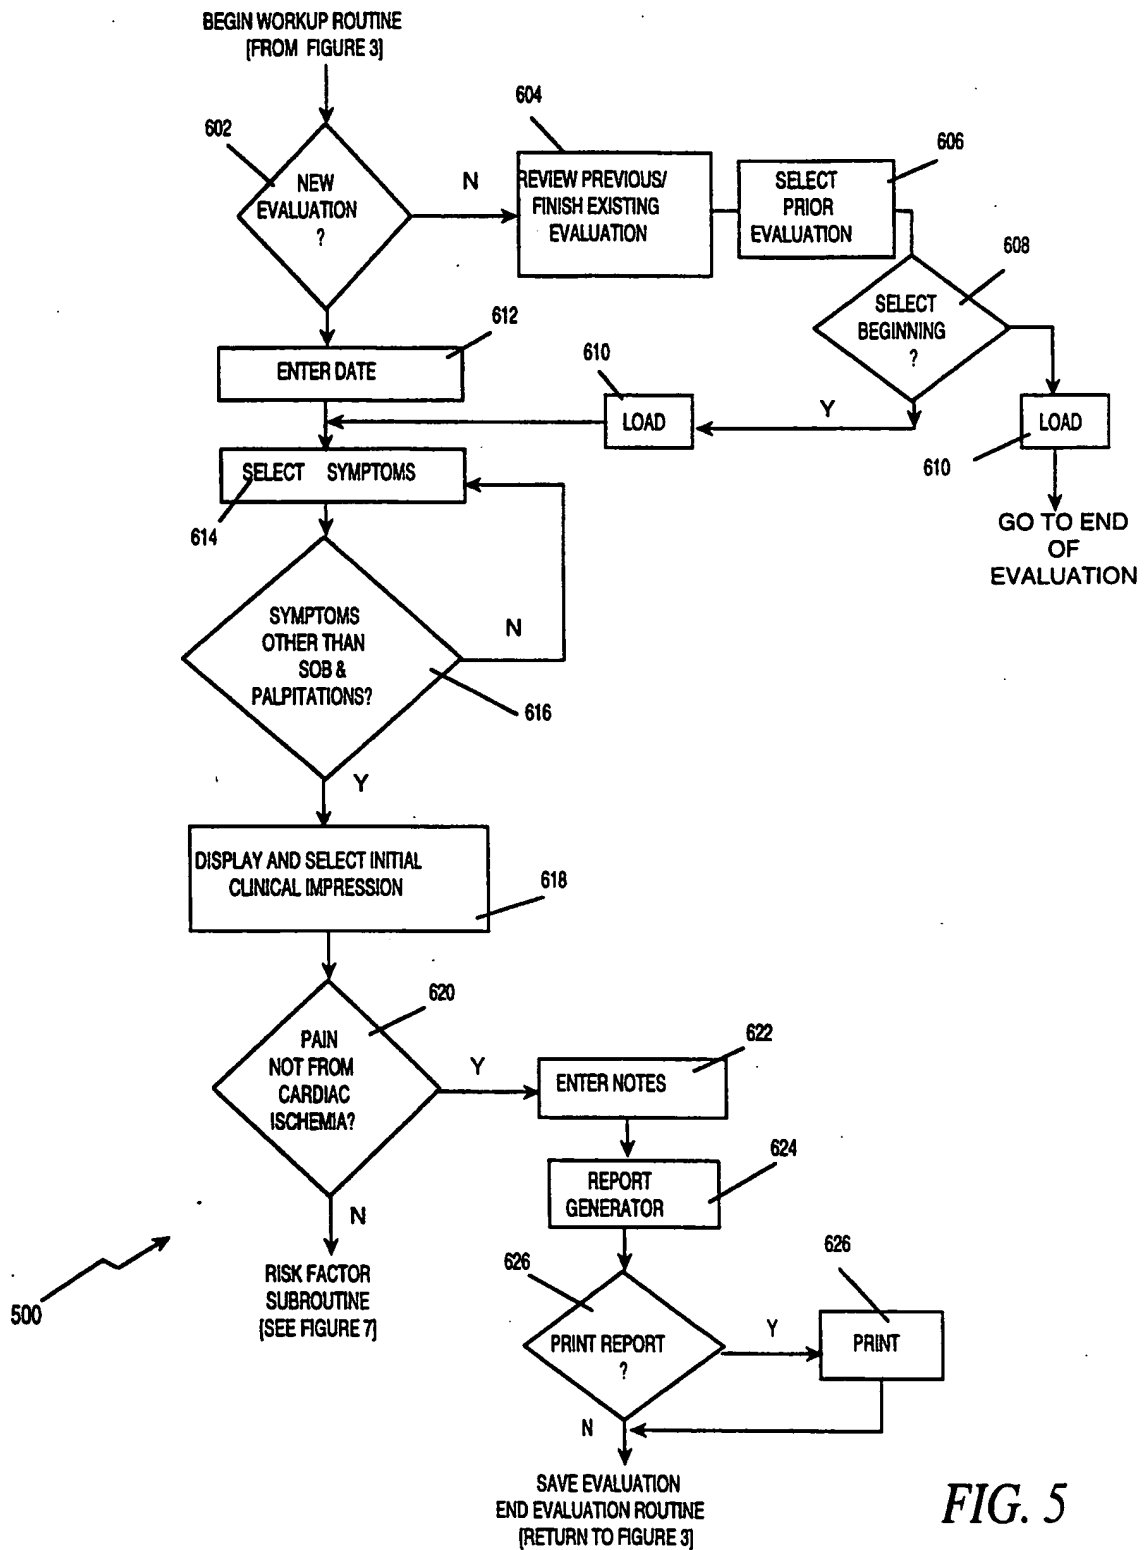 BEGIN WORKUP ROUTINE
[FROM FIGURE 3]
604
602
606
NEW
EVALUATION
?
N
REVIEW PREVIOUS/
FINISH EXISTING
EVALUATION
SELECT
PRIOR
EVALUATION
608
SELECT
BEGINNING
?
612
ENTER DATE
610
LOAD
Y
LOAD
610
SELECT SYMPTOMS
614
GO TO END
OF
EVALUATION
SYMPTOMS
OTHER THAN
SOB &
PALPITATIONS?
N
616
Y
DISPLAY AND SELECT INITIAL
CLINICAL IMPRESSION
618
620
PAIN
NOT FROM
CARDIAC
ISCHEMIA?
Y
622
ENTER NOTES
624
REPORT
GENERATOR
N
RISK FACTOR
SUBROUTINE
[SEE FIGURE 7]
500
626
626
PRINT REPORT
?
Y
PRINT
N
SAVE EVALUATION
END EVALUATION ROUTINE
[RETURN TO FIGURE 3]
FIG. 5